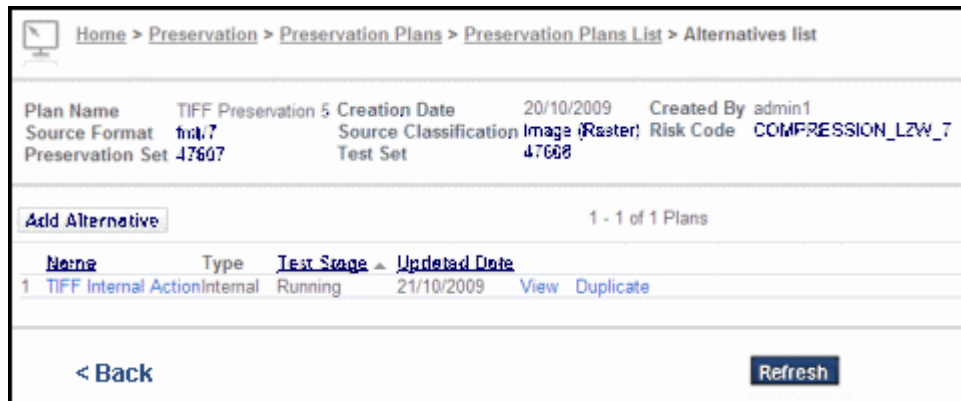 Home > Preservation > Preservation Plans > Preservation Plans List > Alternatives list
Plan Name TIFF Preservation 5 Creation Date 20/10/2009 Created By admin1
Source Format fmt/7 Source Classification Image (Raster) Risk Code COMPRESSION_LZW_7
Preservation Set 47607 Test Set 47608
Add Alternative 1 - 1 of 1 Plans
Name Type Test Stage Updated Date
1 TIFF Internal Action Internal Running 21/10/2009 View Duplicate
< Back Refresh